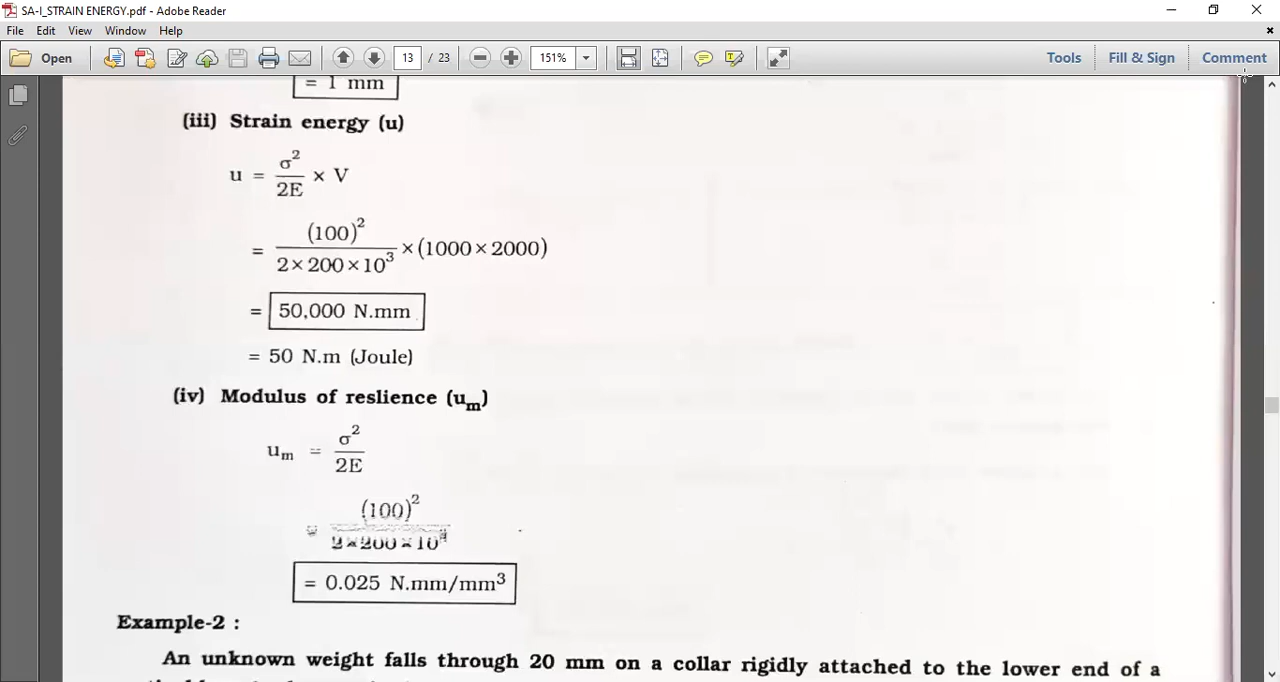 SA-I_STRAIN ENERGY.pdf - Adobe Reader
File Edit View Window Help
Open 13 / 23 151% Tools Fill & Sign Comment
= 1 mm
(iii) Strain energy (u)
u = σ²/2E × V
= (100)²/2×200×10³ ×(1000×2000)
= 50,000 N.mm
= 50 N.m (Joule)
(iv) Modulus of reslience (uₘ)
uₘ = σ²/2E
= (100)²/2×200×10³
= 0.025 N.mm/mm³
Example-2 :
An unknown weight falls through 20 mm on a collar rigidly attached to the lower end of a